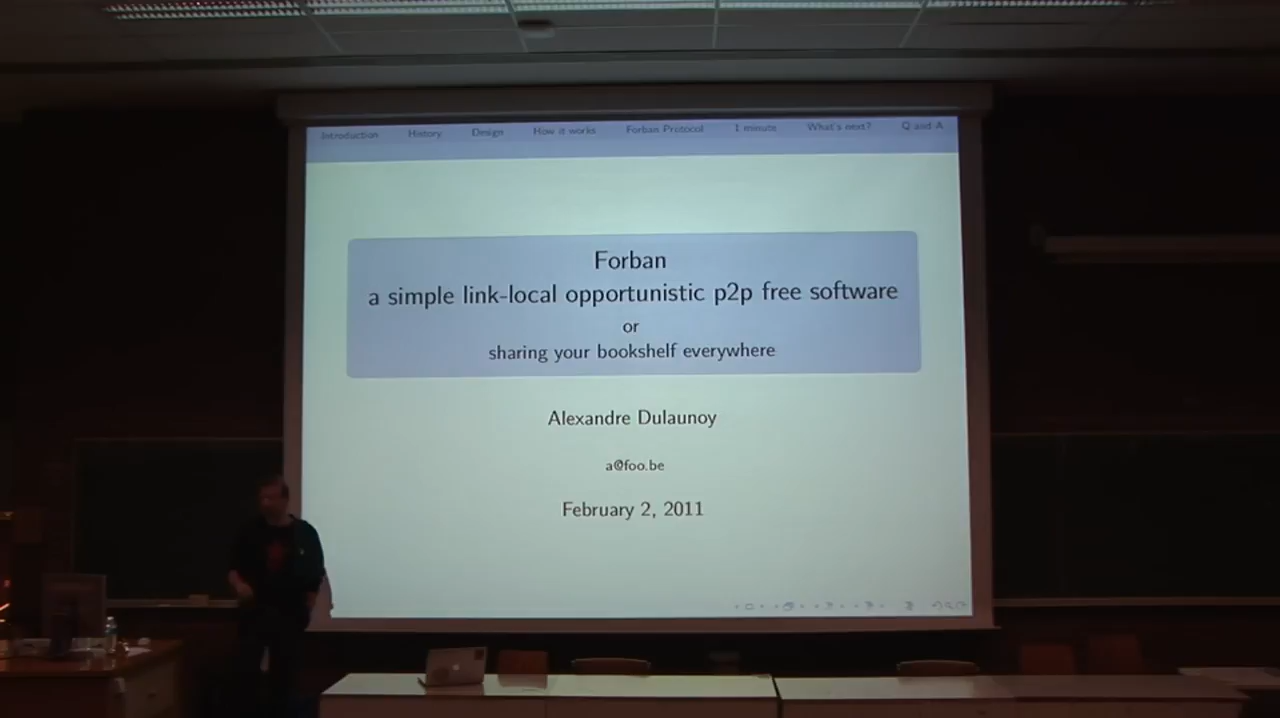 Introduction History Design How it works Forban Protocol 1 minute What's next? Q and A
Forban
a simple link-local opportunistic p2p free software
or
sharing your bookshelf everywhere
Alexandre Dulaunoy
a@foo.be
February 2, 2011